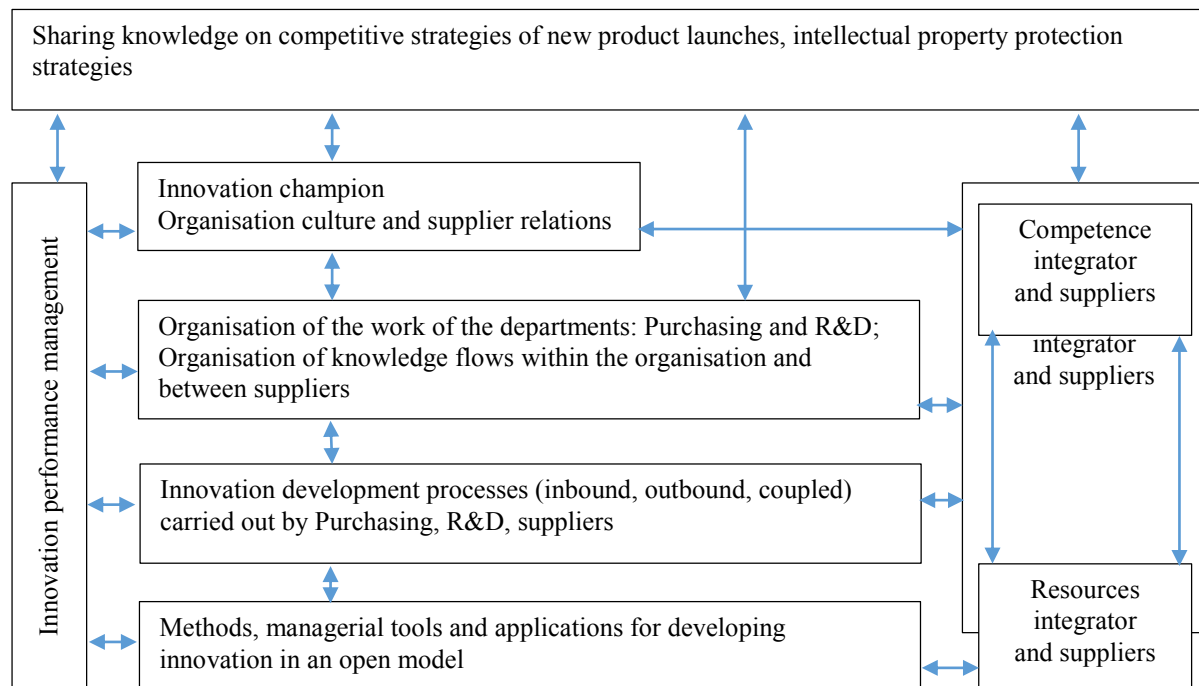 Sharing knowledge on competitive strategies of new product launches, intellectual property protection
strategies
Innovation performance management
Innovation champion
Organisation culture and supplier relations
Organisation of the work of the departments: Purchasing and R&D;
Organisation of knowledge flows within the organisation and
between suppliers
Innovation development processes (inbound, outbound, coupled)
carried out by Purchasing, R&D, suppliers
Methods, managerial tools and applications for developing
innovation in an open model
Competence
integrator
and suppliers
integrator
and suppliers
Resources
integrator
and suppliers